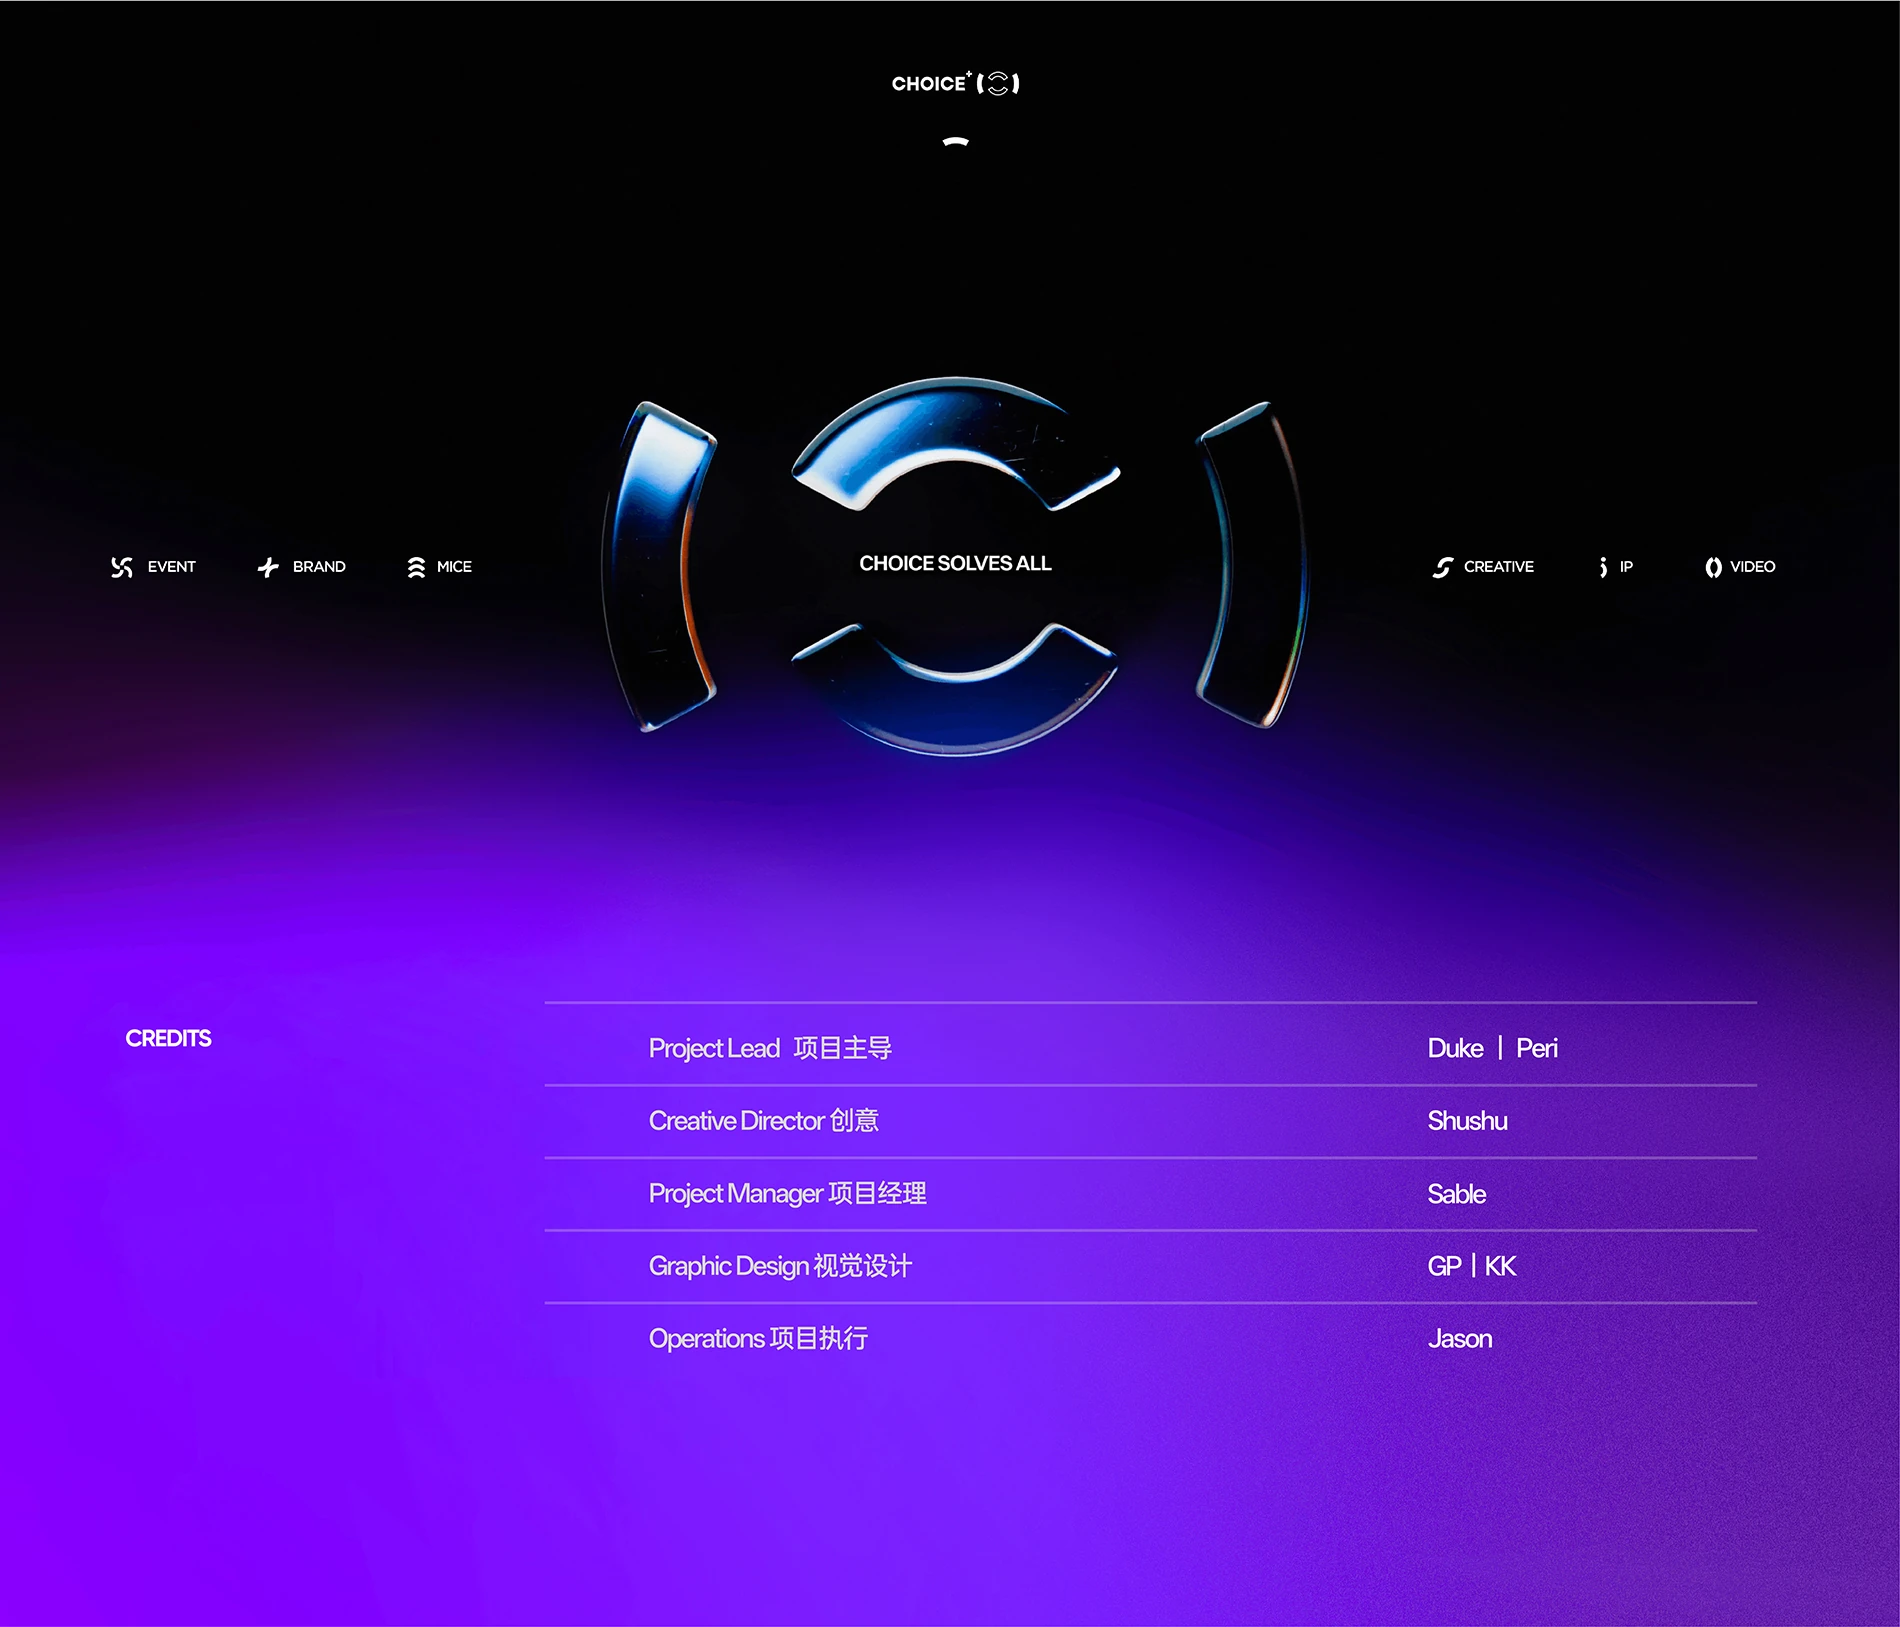 CHOICE+
EVENT BRAND MICE CHOICE SOLVES ALL CREATIVE IP VIDEO
CREDITS
Project Lead 项目主导 Duke | Peri
Creative Director 创意 Shushu
Project Manager 项目经理 Sable
Graphic Design 视觉设计 GP | KK
Operations 项目执行 Jason